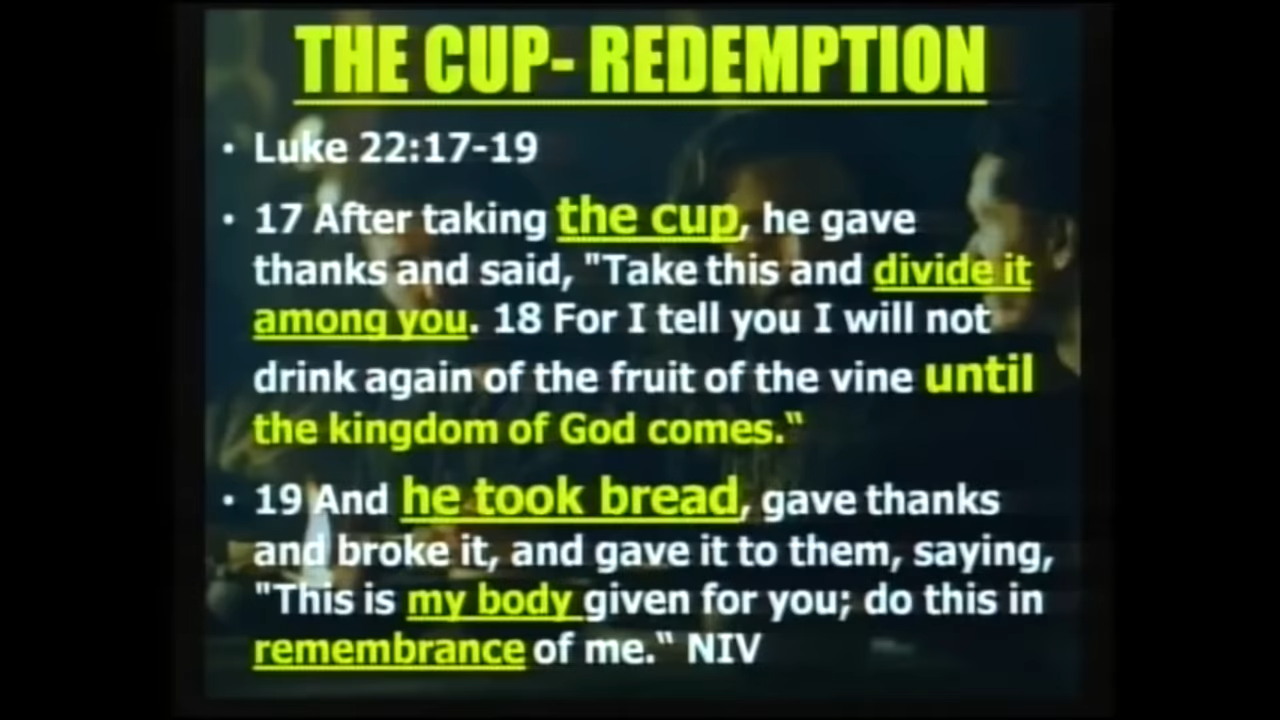 THE CUP- REDEMPTION
• Luke 22:17-19
• 17 After taking the cup, he gave
thanks and said, "Take this and divide it
among you. 18 For I tell you I will not
drink again of the fruit of the vine until
the kingdom of God comes.‟
• 19 And he took bread, gave thanks
and broke it, and gave it to them, saying,
"This is my body given for you; do this in
remembrance of me.‟ NIV